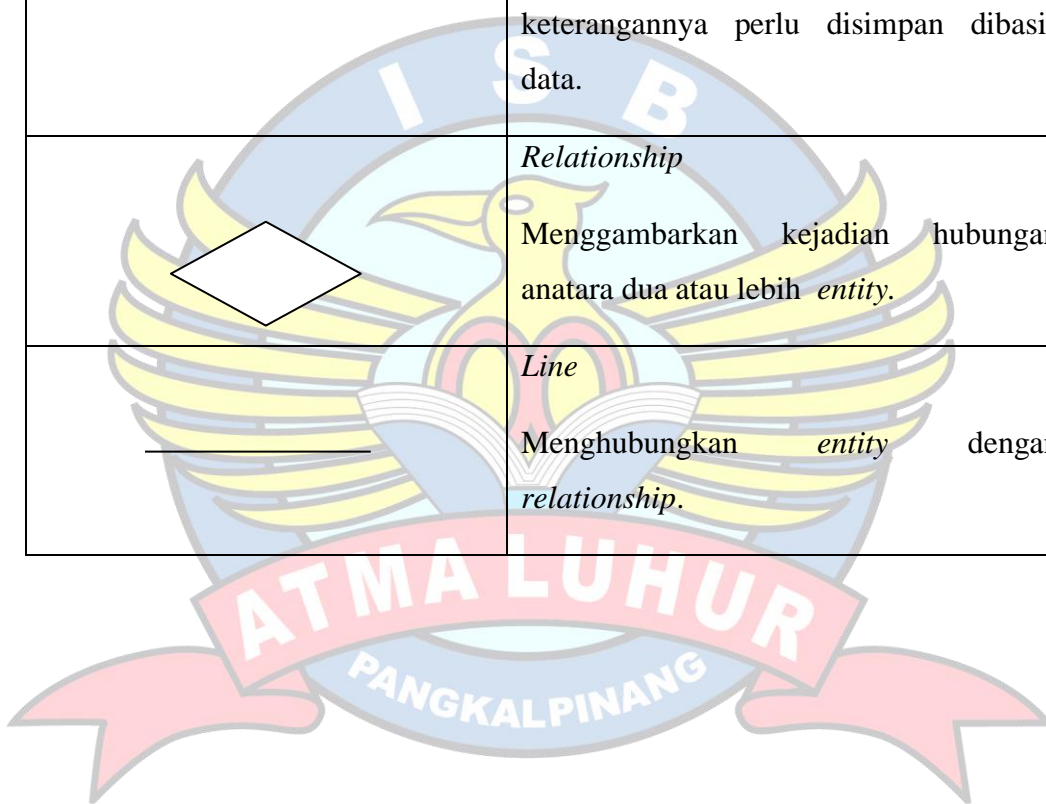 keterangannya perlu disimpan dibasi
data.
Relationship
Menggambarkan kejadian hubungan
anatara dua atau lebih entity.
Line
Menghubungkan entity dengan
relationship.
I S B
ATMA LUHUR
PANGKALPINANG